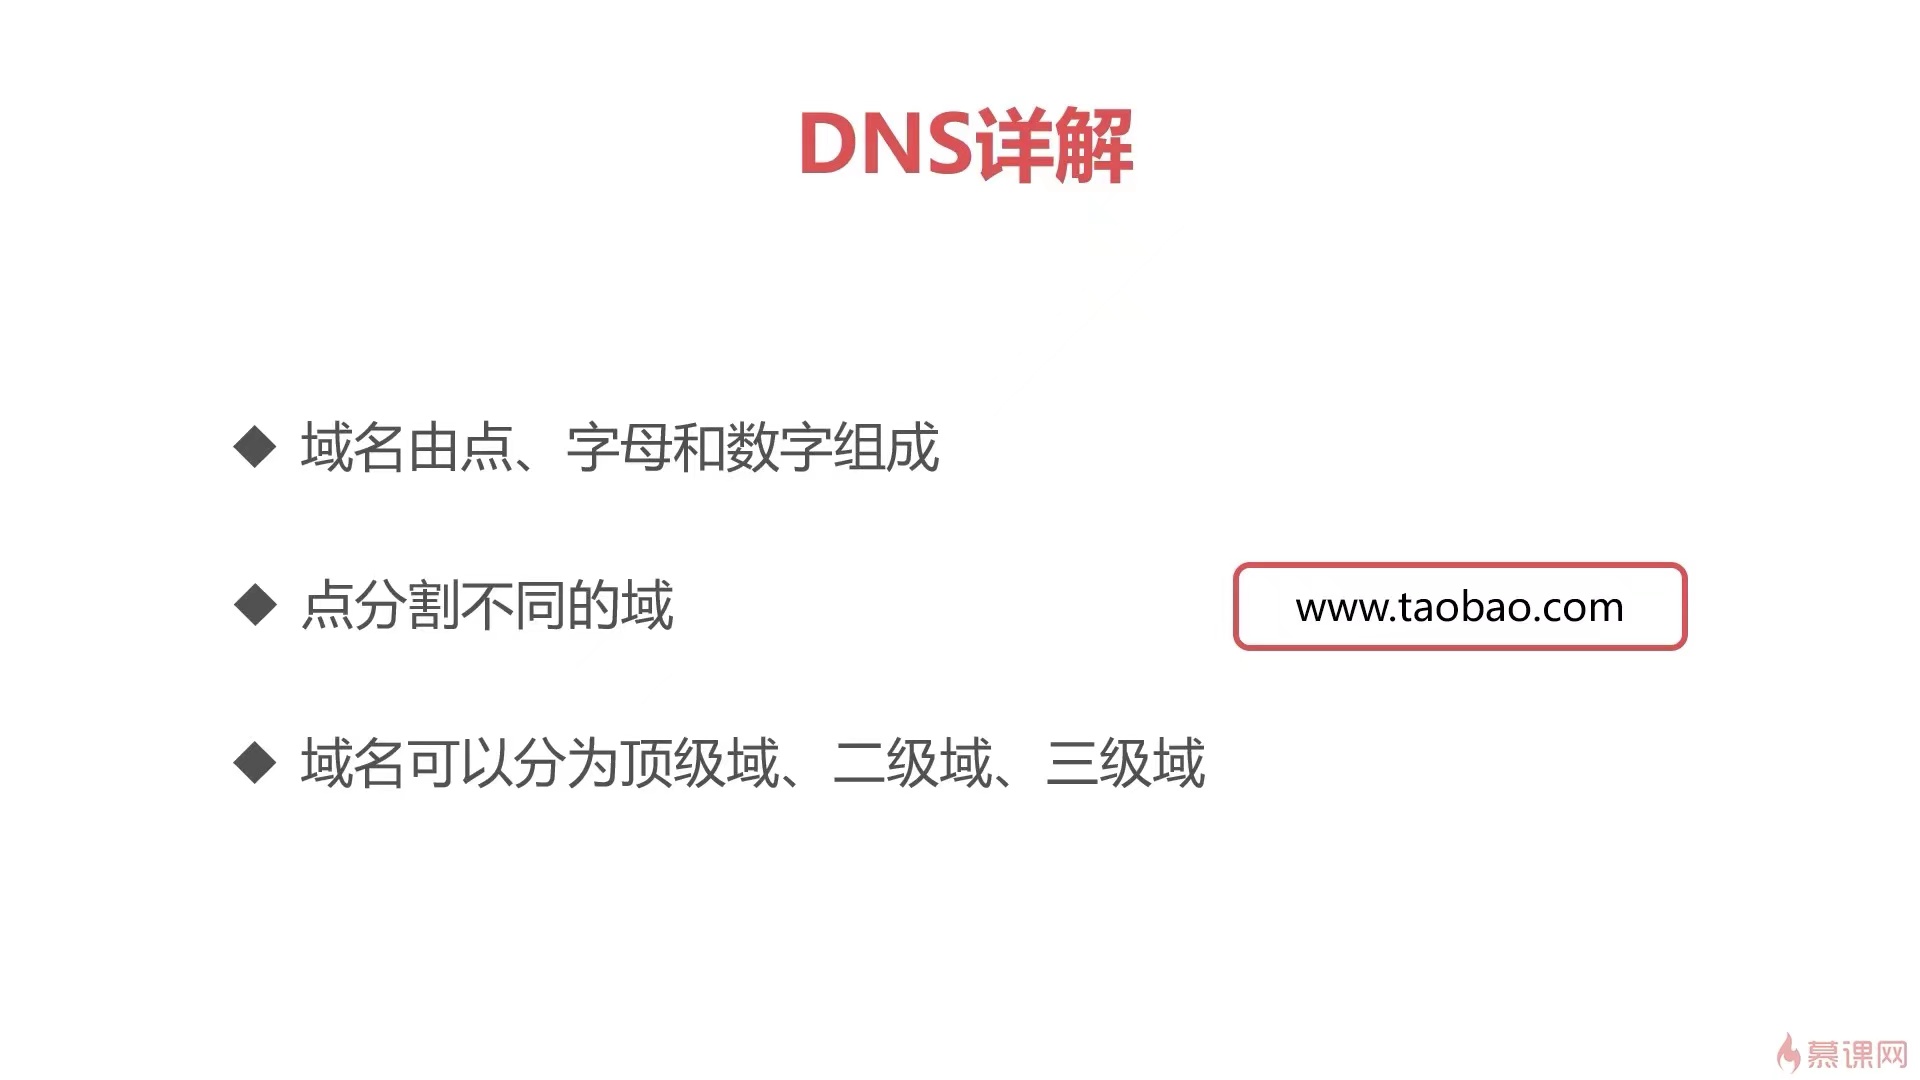 DNS详解
域名由点、字母和数字组成
点分割不同的域
www.taobao.com
域名可以分为顶级域、二级域、三级域
慕课网